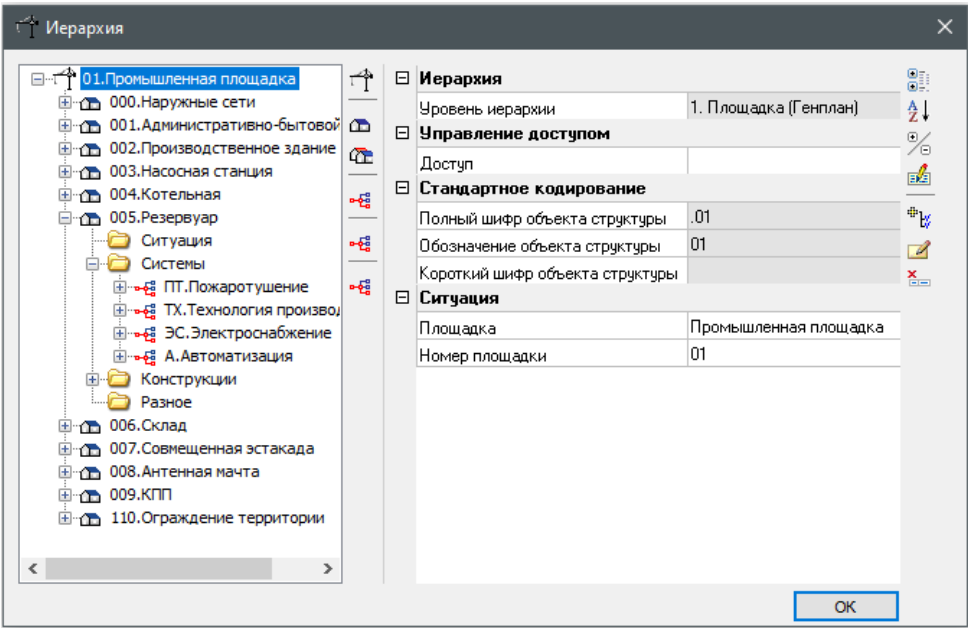 Иерархия
01.Промышленная площадка
000.Наружные сети
001.Административно-бытовой
002.Производственное здание
003.Насосная станция
004.Котельная
005.Резервуар
Ситуация
Системы
ПТ.Пожаротушение
ТХ.Технология производ
ЭС.Электроснабжение
А.Автоматизация
Конструкции
Разное
006.Склад
007.Совмещенная эстакада
008.Антенная мачта
009.КПП
110.Ограждение территории
Иерархия
Уровень иерархии 1. Площадка (Генплан)
Управление доступом
Доступ
Стандартное кодирование
Полный шифр объекта структуры .01
Обозначение объекта структуры 01
Короткий шифр объекта структуры
Ситуация
Площадка Промышленная площадка
Номер площадки 01
OK